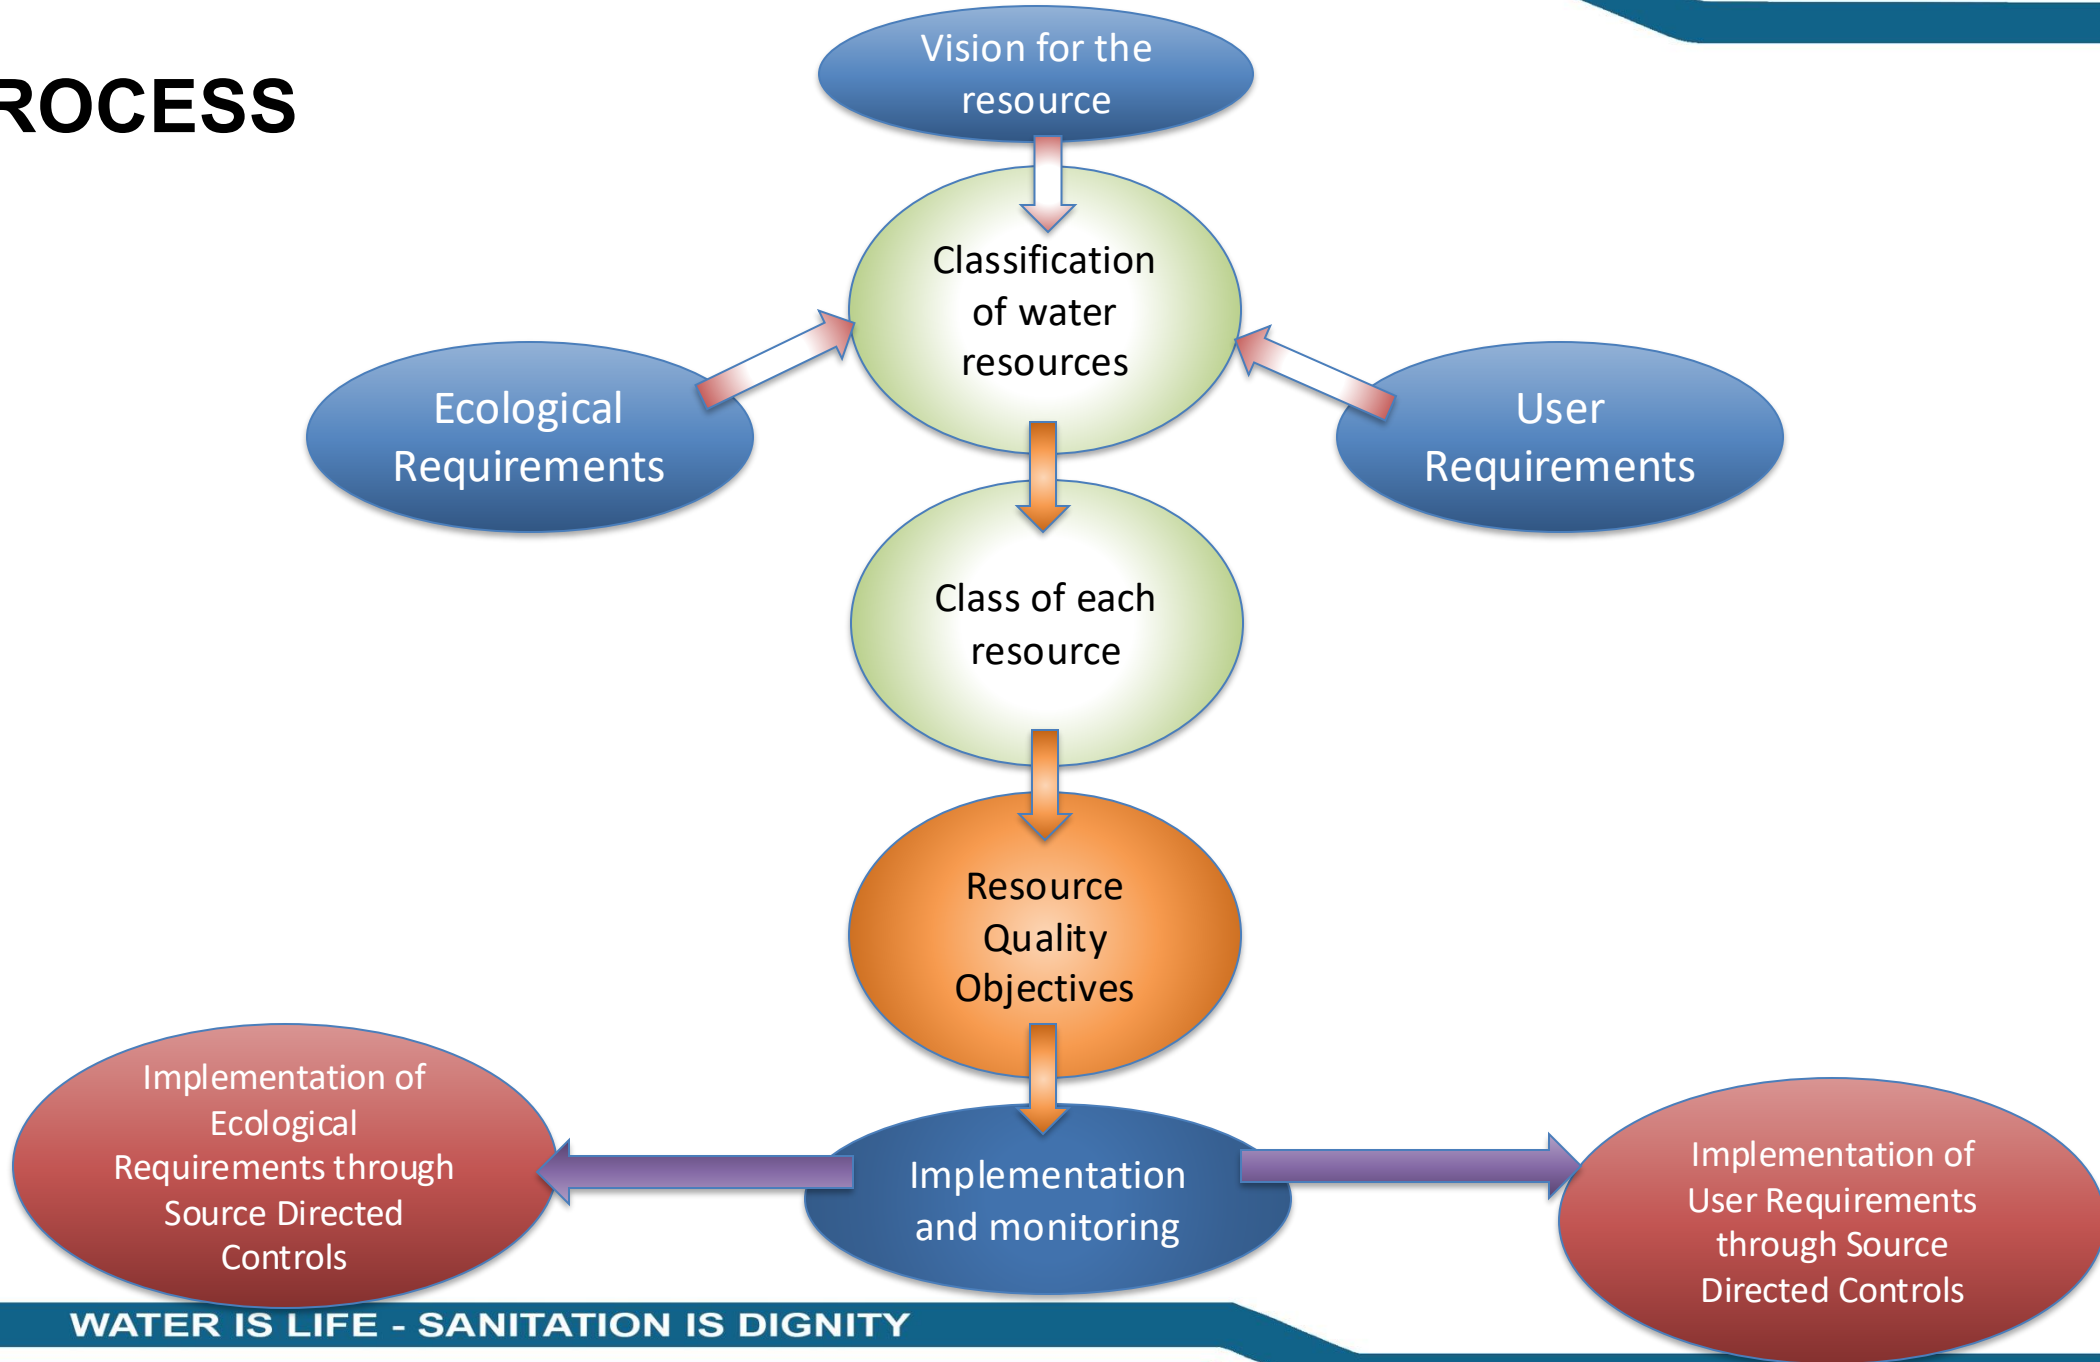 ROCESS
Vision for the
resource
Classification
of water
resources
Ecological
Requirements
User
Requirements
Class of each
resource
Resource
Quality
Objectives
Implementation of
Ecological
Requirements through
Source Directed
Controls
Implementation
and monitoring
Implementation of
User Requirements
through Source
Directed Controls
WATER IS LIFE - SANITATION IS DIGNITY